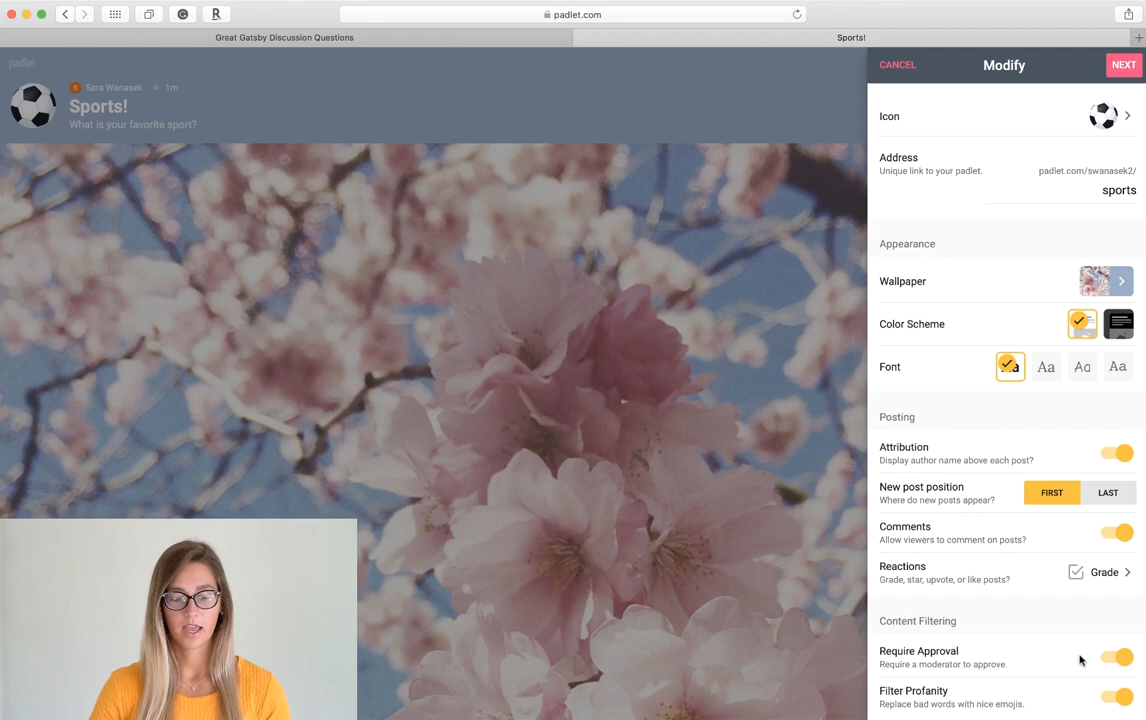 padlet.com
Great Gatsby Discussion Questions
Sports!
padlet
S Sara Wanasek 1m
Sports!
What is your favorite sport?
CANCEL
Modify
NEXT
Icon
Address
Unique link to your padlet.
padlet.com/swanasek2/
sports
Appearance
Wallpaper
Color Scheme
Font
Aa Aa Aa
Posting
Attribution
Display author name above each post?
New post position
Where do new posts appear?
FIRST
LAST
Comments
Allow viewers to comment on posts?
Reactions
Grade, star, upvote, or like posts?
Grade
Content Filtering
Require Approval
Require a moderator to approve.
Filter Profanity
Replace bad words with nice emojis.